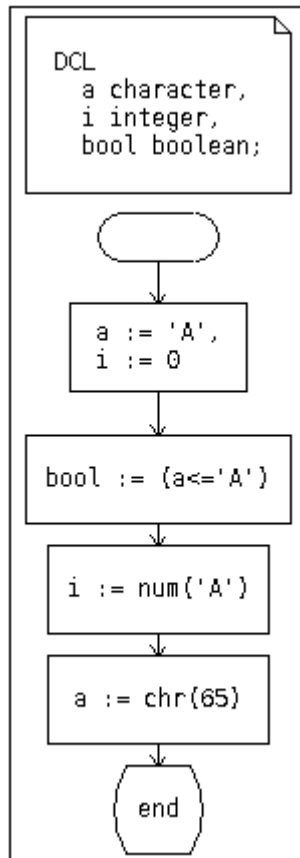 DCL
a character,
i integer,
bool boolean;
a := 'A',
i := 0
bool := (a<='A')
i := num('A')
a := chr(65)
end